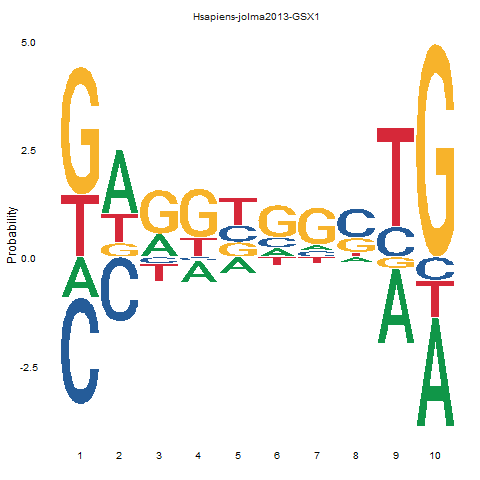 Hsapiens-jolma2013-GSX1
5.0
2.5
0.0
-2.5
Probability
G T A C
A T G C
G A C T
G T C A
T C G A
G C A T
G A C T
C G T A
T C G A
G C T A
1 2 3 4 5 6 7 8 9 10